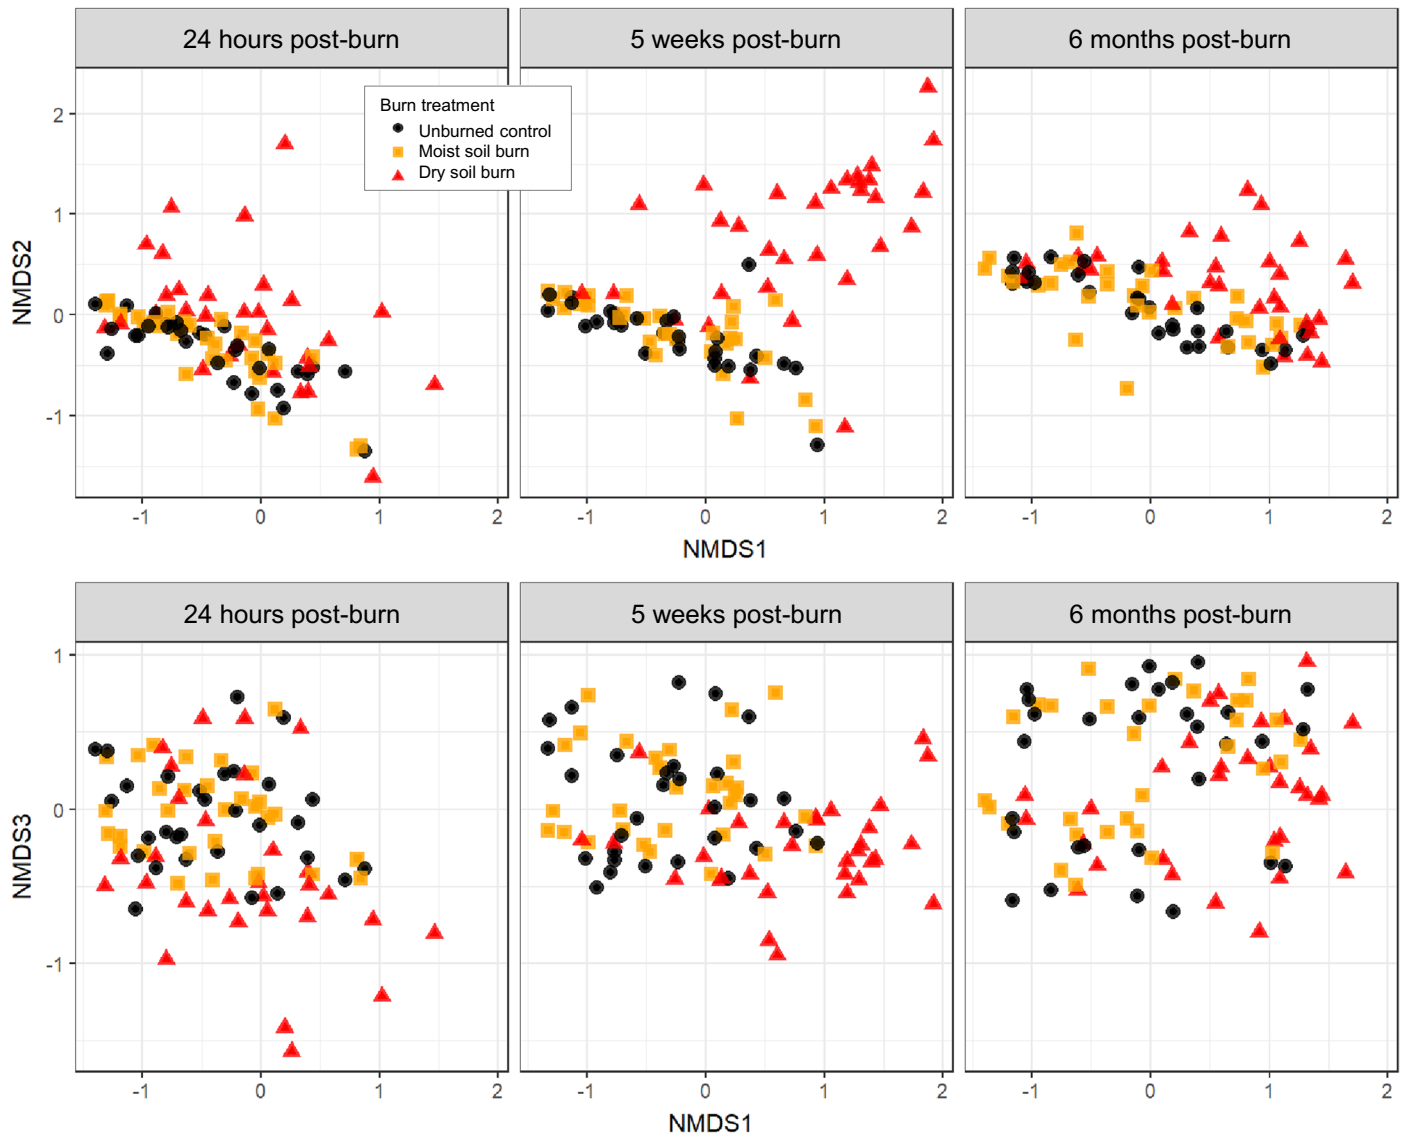 24 hours post-burn
5 weeks post-burn
6 months post-burn
Burn treatment
Unburned control
Moist soil burn
Dry soil burn
NMDS2
2
1
0
-1
-1 0 1 2
-1 0 1 2
-1 0 1 2
NMDS1
24 hours post-burn
5 weeks post-burn
6 months post-burn
NMDS3
1
0
-1
-1 0 1 2
-1 0 1 2
-1 0 1 2
NMDS1